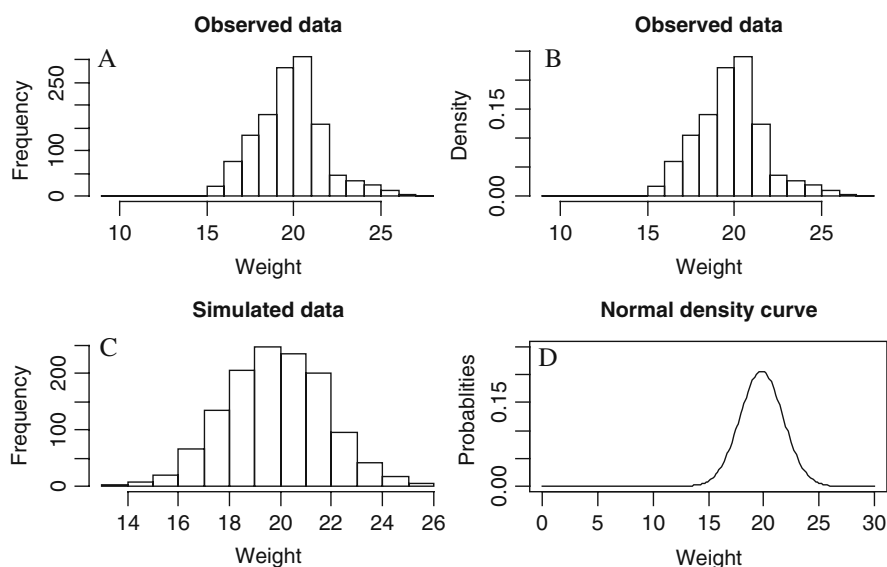 Observed data
A
Frequency
0 100 250
10 15 20 25
Weight
Observed data
B
Density
0.00 0.15
10 15 20 25
Weight
Simulated data
C
Frequency
0 100 200
14 16 18 20 22 24 26
Weight
Normal density curve
D
Probablities
0.00 0.15
0 5 10 15 20 25 30
Weight